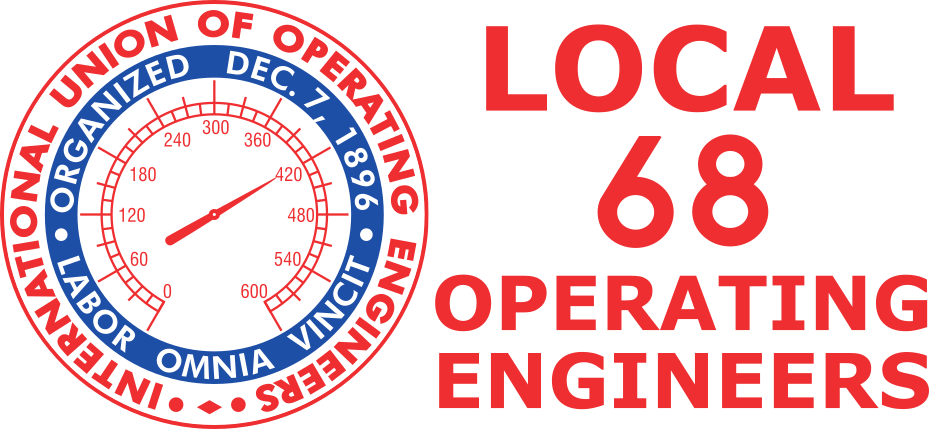 INTERNATIONAL UNION OF OPERATING ENGINEERS
ORGANIZED DEC. 7, 1896
LABOR OMNIA VINCIT
0
60
120
180
240
300
360
420
480
540
600
LOCAL
68
OPERATING
ENGINEERS